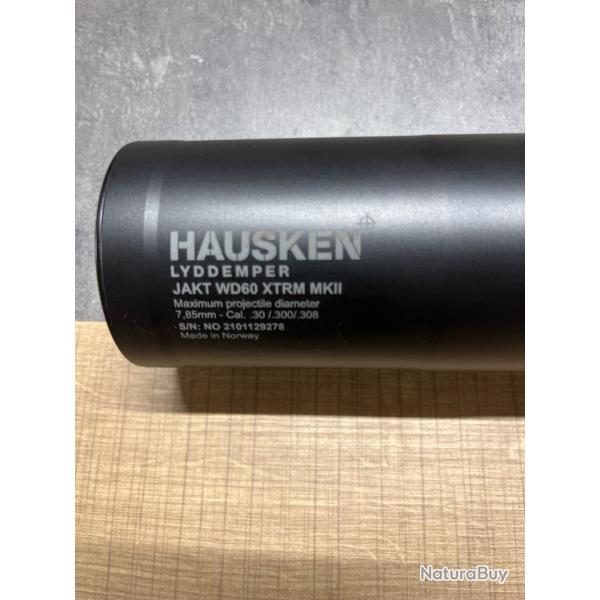 HAUSKEN
LYDDEMPER
JAKT WD60 XTRM MKII
Maximum projectile diameter
7,85mm - Cal. .30 /.300/.308
S/N: NO 2101129278
Made in Norway
NaturaBuy